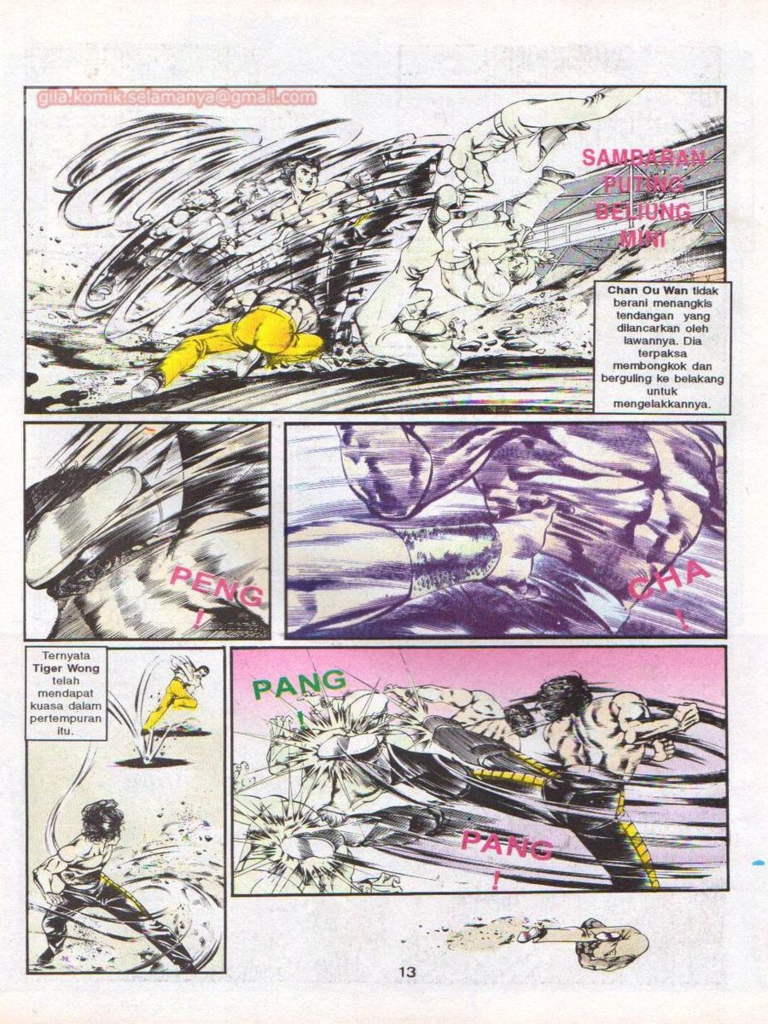 gila.komik.selamanya@gmail.com
SAMBARAN
PUTING
BELIUNG
MINI
Chan Ou Wan tidak
berani menangkis
tendangan yang
dilancarkan oleh
lawannya. Dia
terpaksa
membongkok dan
berguling ke belakang
untuk
mengelakkannya.
PENG
!
CHA
!
Ternyata
Tiger Wong
telah
mendapat
kuasa dalam
pertempuran
itu.
PANG
!
PANG
!
13